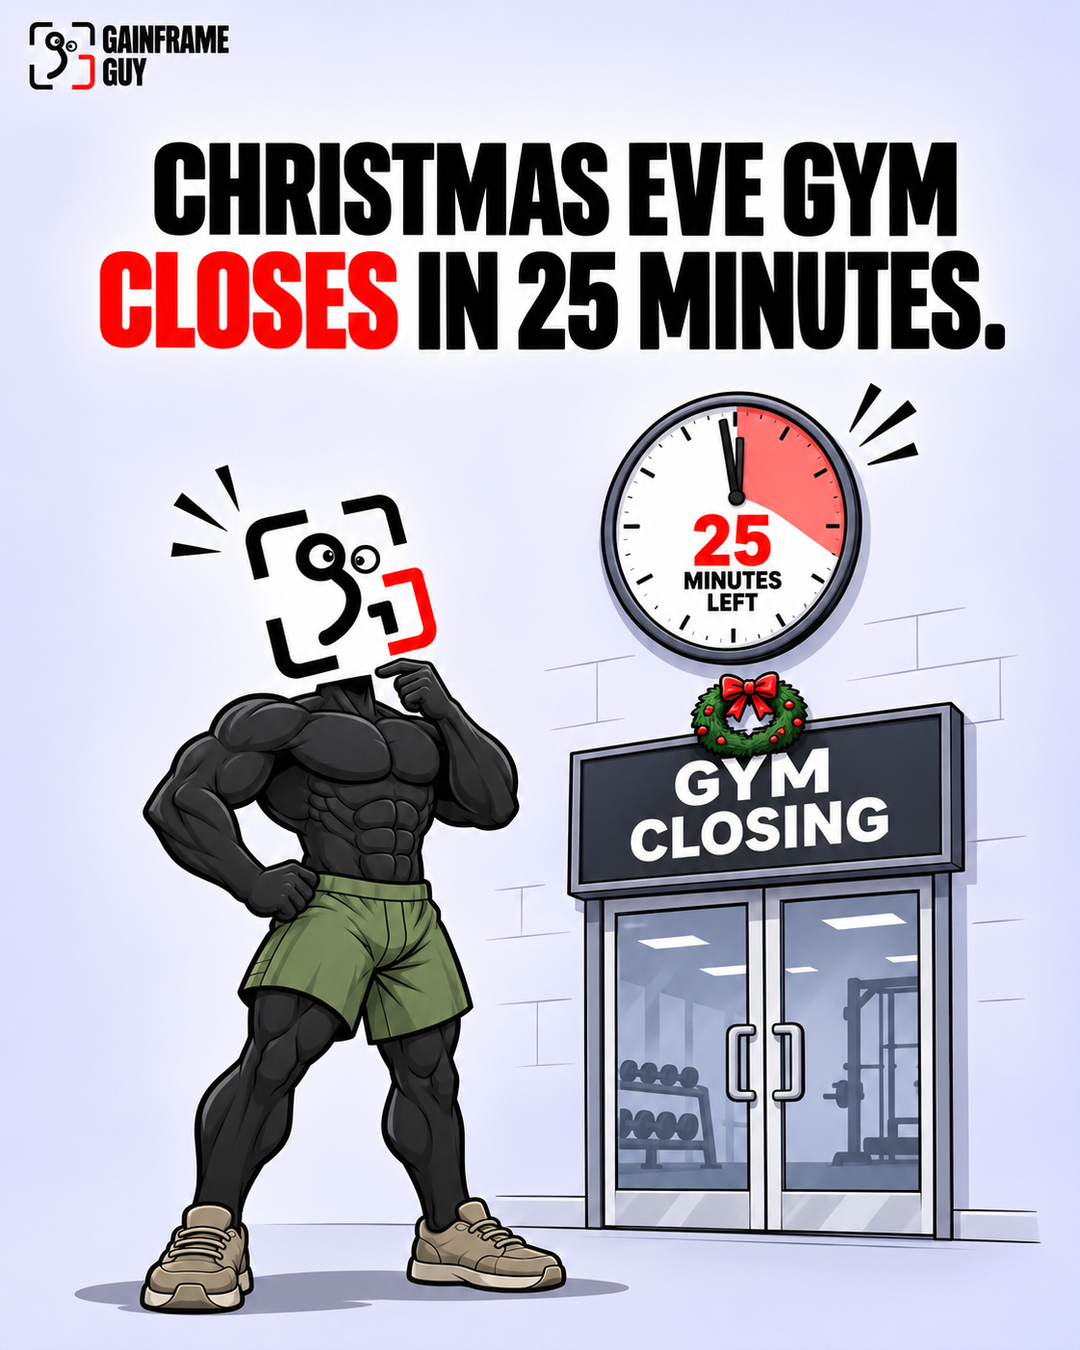 GAINFRAME
GUY
CHRISTMAS EVE GYM
CLOSES IN 25 MINUTES.
25
MINUTES
LEFT
GYM
CLOSING